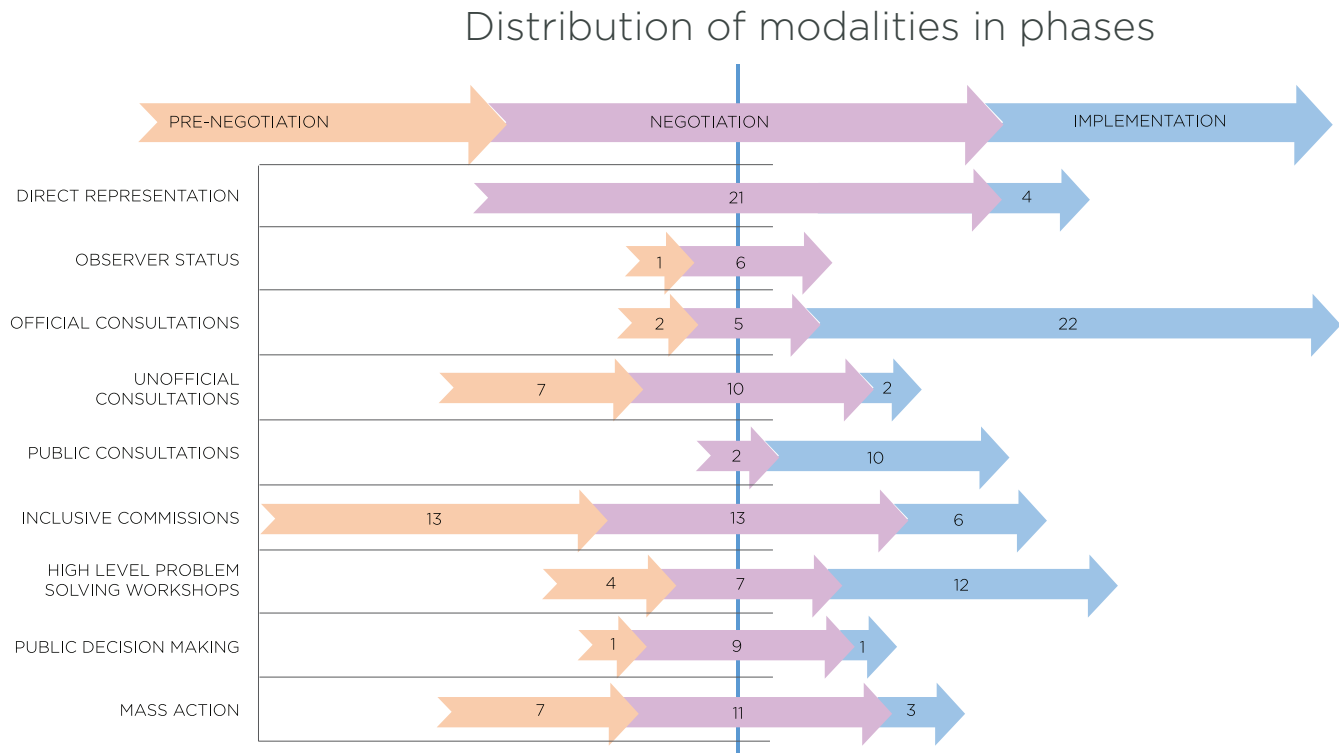 Distribution of modalities in phases
PRE-NEGOTIATION NEGOTIATION IMPLEMENTATION
DIRECT REPRESENTATION 21 4
OBSERVER STATUS 1 6
OFFICIAL CONSULTATIONS 2 5 22
UNOFFICIAL
CONSULTATIONS 7 10 2
PUBLIC CONSULTATIONS 2 10
INCLUSIVE COMMISSIONS 13 13 6
HIGH LEVEL PROBLEM
SOLVING WORKSHOPS 4 7 12
PUBLIC DECISION MAKING 1 9 1
MASS ACTION 7 11 3